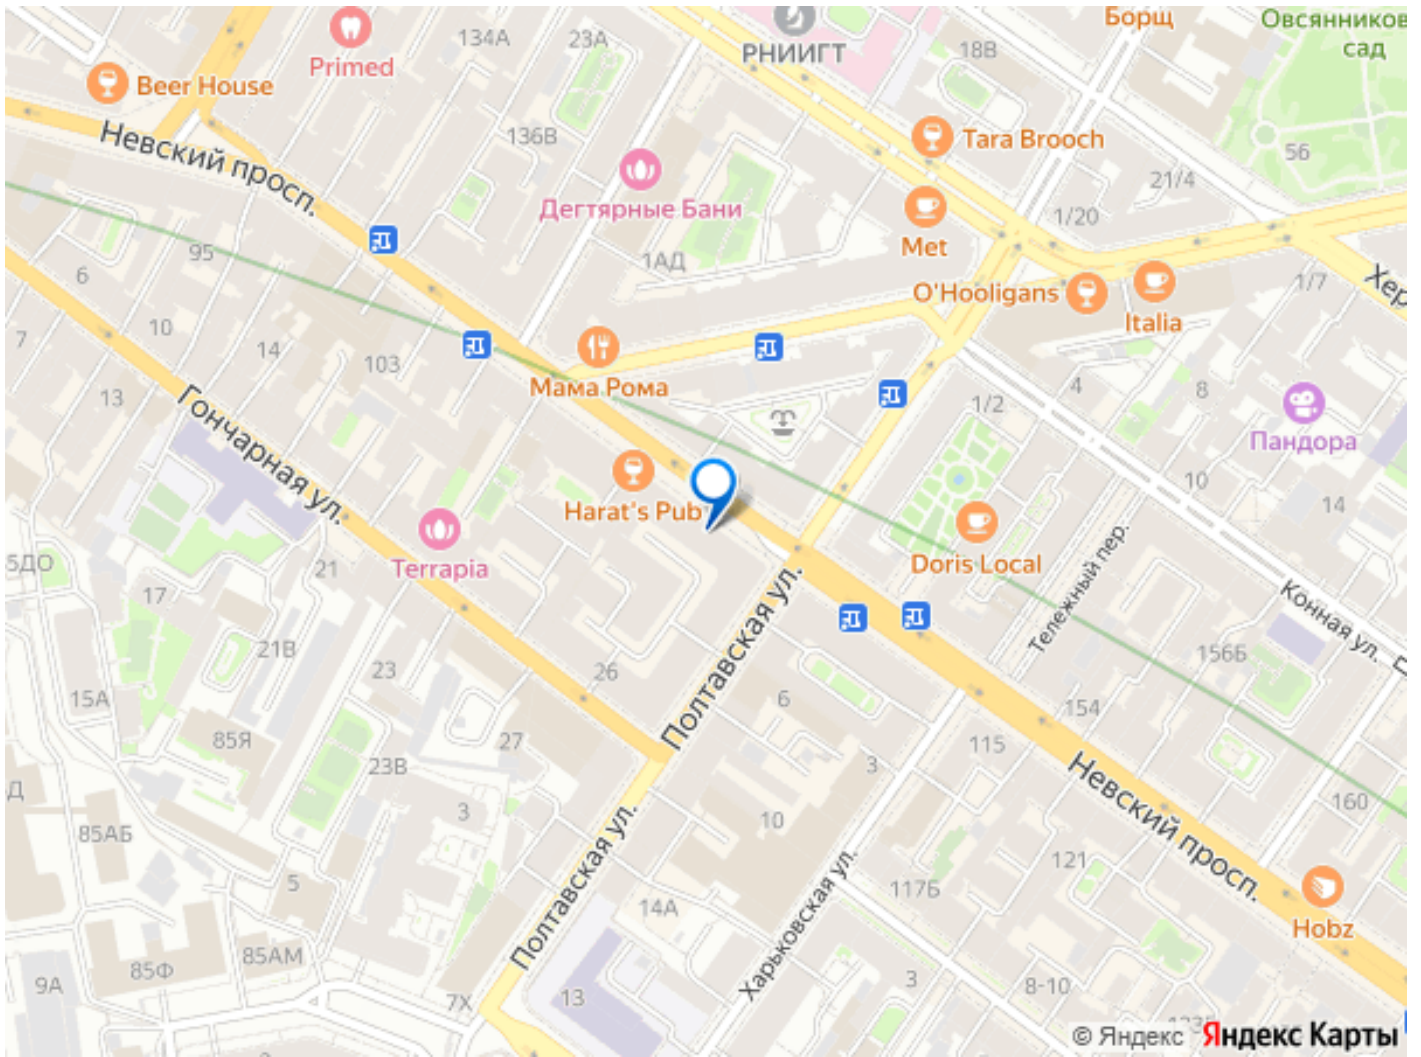 Борщ
Овсянников
сад
134А
23А
РНИИГТ
18В
Primed
Beer House
Невский просп.
136В
Tara Brooch
56
21/4
Дегтярные Бани
1/20
Met
95
1АД
6
O'Hooligans
1/7
Хер
Italia
10
7
14
103
Мама Рома
4
8
13
1/2
Пандора
Гончарная ул.
10
14
Harat's Pub
Terrapia
Doris Local
5ДО
21
17
Тележный пер.
Конная ул.
21В
23
26
Полтавская ул.
156Б
15А
6
154
85Я
27
115
23В
3
Невский просп.
Д
3
10
160
85АБ
121
Полтавская ул.
5
117Б
14А
Харьковская ул.
Hobz
85АМ
85Ф
9А
3
8-10
7Х
13
© Яндекс
Яндекс Карты